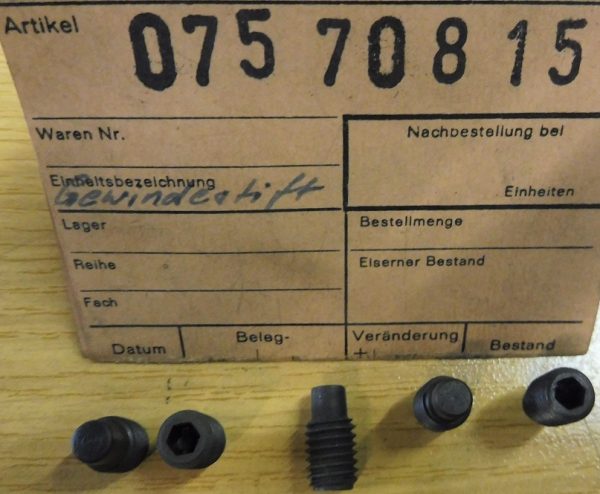 Artikel 075 708 15
Waren Nr.
Nachbestellung bei
Einheitsbezeichnung
Gewindestift
Einheiten
Lager
Bestellmenge
Reihe
Eiserner Bestand
Fach
Datum Beleg- Veränderung Bestand
+